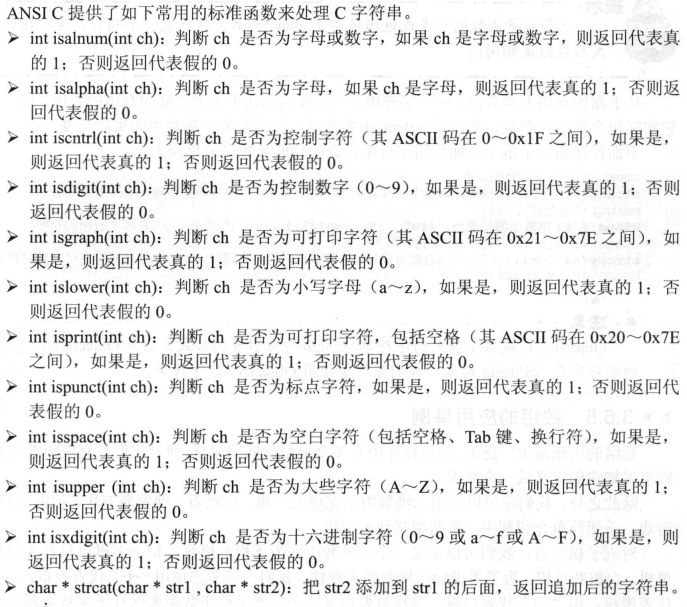 ANSI C 提供了如下常用的标准函数来处理 C 字符串。
➢ int isalnum(int ch)：判断 ch 是否为字母或数字，如果 ch 是字母或数字，则返回代表真
的 1；否则返回代表假的 0。
➢ int isalpha(int ch)：判断 ch 是否为字母，如果 ch 是字母，则返回代表真的 1；否则返
回代表假的 0。
➢ int iscntrl(int ch)：判断 ch 是否为控制字符（其 ASCII 码在 0～0x1F 之间），如果是，
则返回代表真的 1；否则返回代表假的 0。
➢ int isdigit(int ch)：判断 ch 是否为控制数字（0～9），如果是，则返回代表真的 1；否则
返回代表假的 0。
➢ int isgraph(int ch)：判断 ch 是否为可打印字符（其 ASCII 码在 0x21～0x7E 之间），如
果是，则返回代表真的 1；否则返回代表假的 0。
➢ int islower(int ch)：判断 ch 是否为小写字母（a～z），如果是，则返回代表真的 1；否
则返回代表假的 0。
➢ int isprint(int ch)：判断 ch 是否为可打印字符，包括空格（其 ASCII 码在 0x20～0x7E
之间），如果是，则返回代表真的 1；否则返回代表假的 0。
➢ int ispunct(int ch)：判断 ch 是否为标点字符，如果是，则返回代表真的 1；否则返回代
表假的 0。
➢ int isspace(int ch)：判断 ch 是否为空白字符（包括空格、Tab 键、换行符），如果是，
则返回代表真的 1；否则返回代表假的 0。
➢ int isupper (int ch)：判断 ch 是否为大些字符（A～Z），如果是，则返回代表真的 1；
否则返回代表假的 0。
➢ int isxdigit(int ch)：判断 ch 是否为十六进制字符（0～9 或 a～f 或 A～F），如果是，则
返回代表真的 1；否则返回代表假的 0。
➢ char * strcat(char * str1 , char * str2)：把 str2 添加到 str1 的后面，返回追加后的字符串。